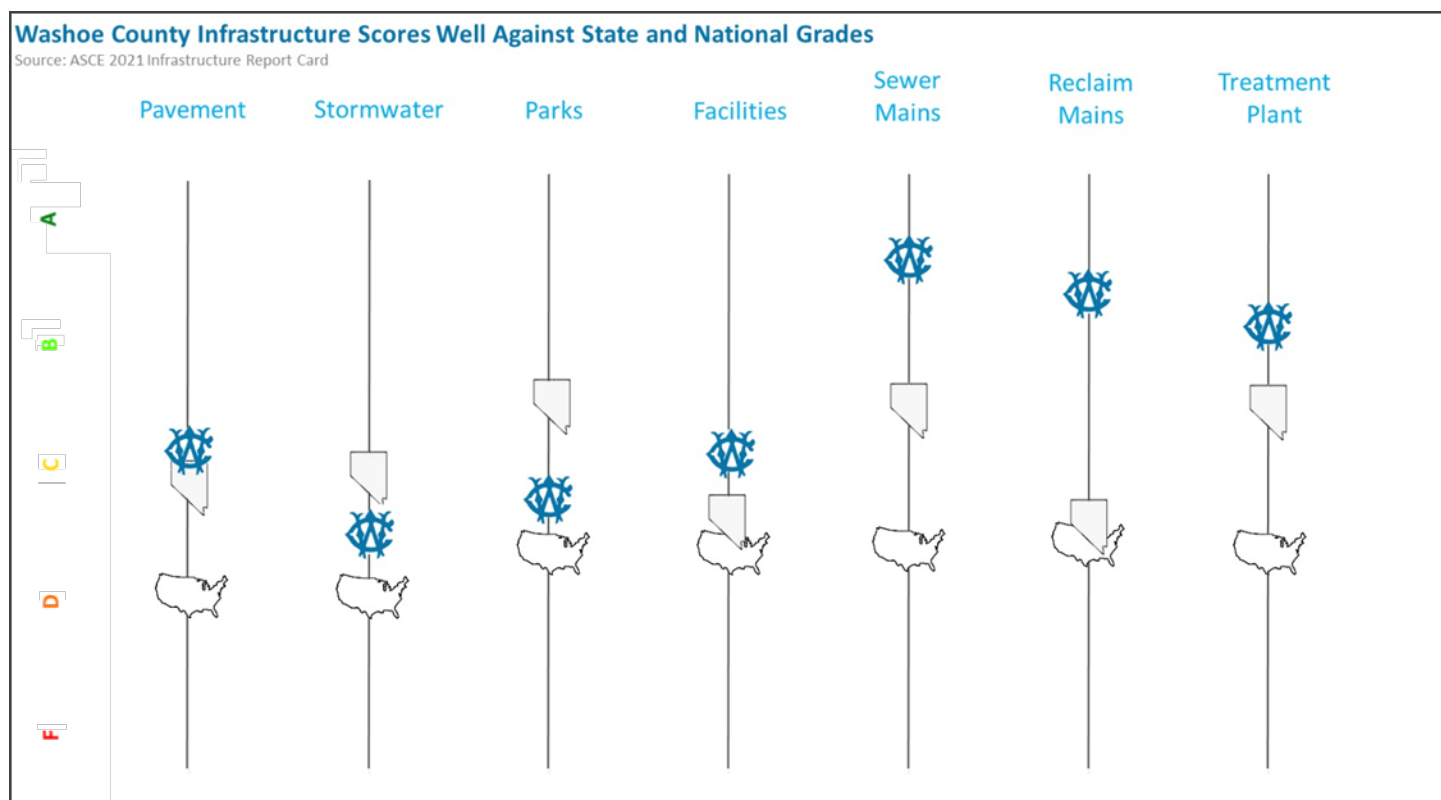 Washoe County Infrastructure Scores Well Against State and National Grades
Source: ASCE 2021 Infrastructure Report Card
Pavement
Stormwater
Parks
Facilities
Sewer
Mains
Reclaim
Mains
Treatment
Plant
A
B
C
D
F